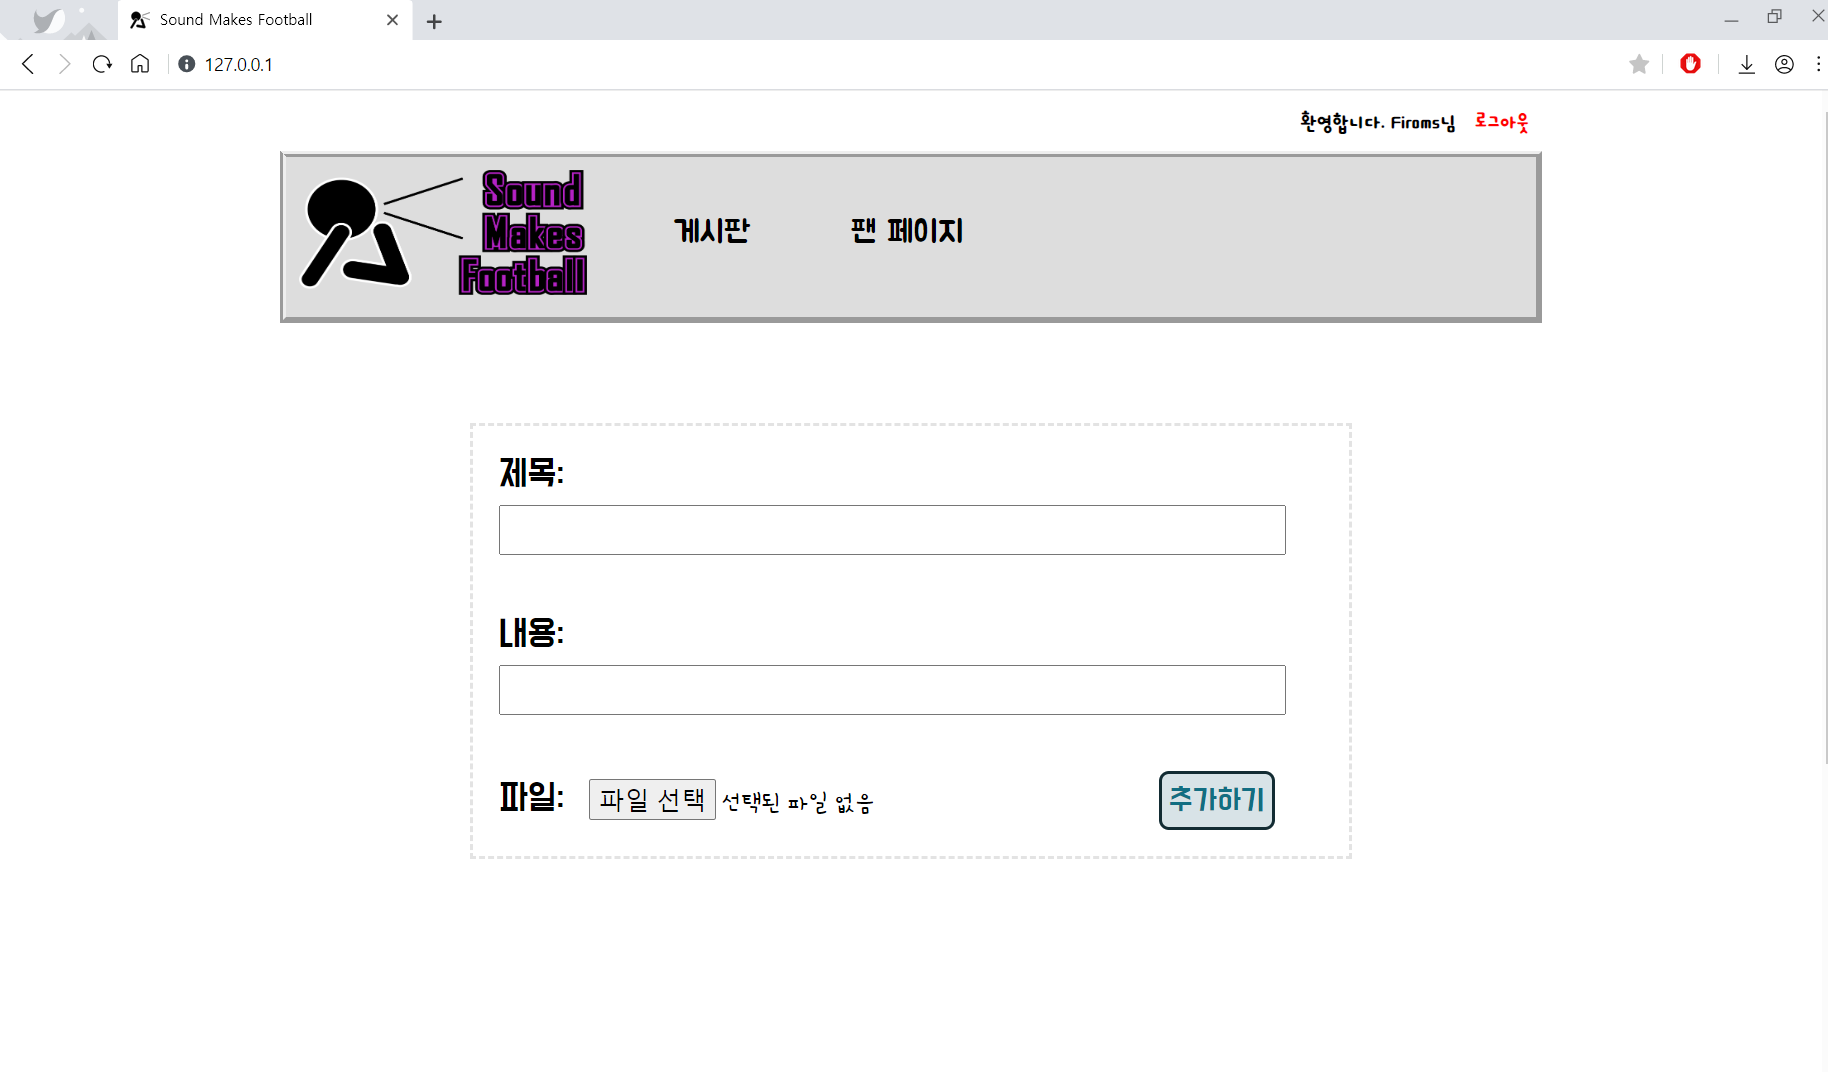 Sound Makes Football
127.0.0.1
환영합니다. Firoms님 로그아웃
Sound
Makes
Football
게시판 팬 페이지
제목:
내용:
파일: 파일 선택 선택된 파일 없음 추가하기